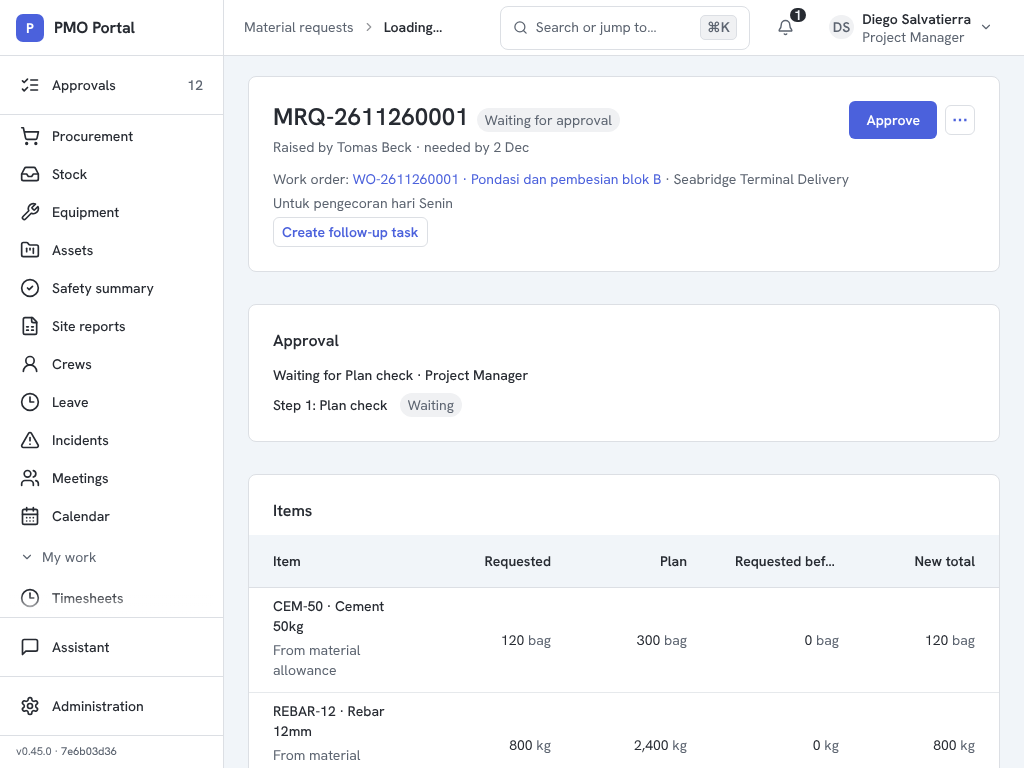 P PMO Portal
Material requests > Loading...
Search or jump to... ⌘K
1
DS
Diego Salvatierra
Project Manager
Approvals 12
Procurement
Stock
Equipment
Assets
Safety summary
Site reports
Crews
Leave
Incidents
Meetings
Calendar
My work
Timesheets
Assistant
Administration
v0.45.0 · 7e6b03d36
MRQ-2611260001 Waiting for approval
Approve
Raised by Tomas Beck · needed by 2 Dec
Work order: WO-2611260001 · Pondasi dan pembesian blok B · Seabridge Terminal Delivery
Untuk pengecoran hari Senin
Create follow-up task
Approval
Waiting for Plan check · Project Manager
Step 1: Plan check Waiting
Items
Item Requested Plan Requested bef... New total
CEM-50 · Cement
50kg
From material
allowance
120 bag 300 bag 0 bag 120 bag
REBAR-12 · Rebar
12mm
From material
800 kg 2,400 kg 0 kg 800 kg